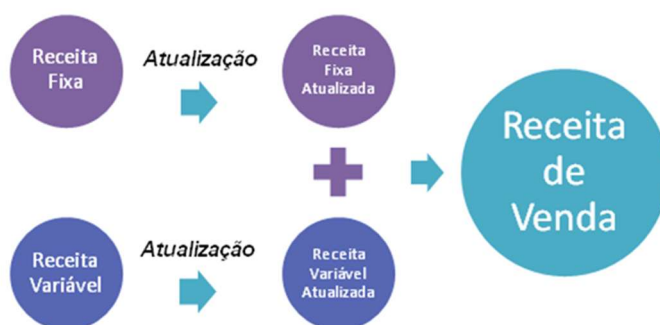 Receita
Fixa
Atualização
Receita
Fixa
Atualizada
Receita
de
Venda
Receita
Variável
Atualização
Receita
Variável
Atualizada